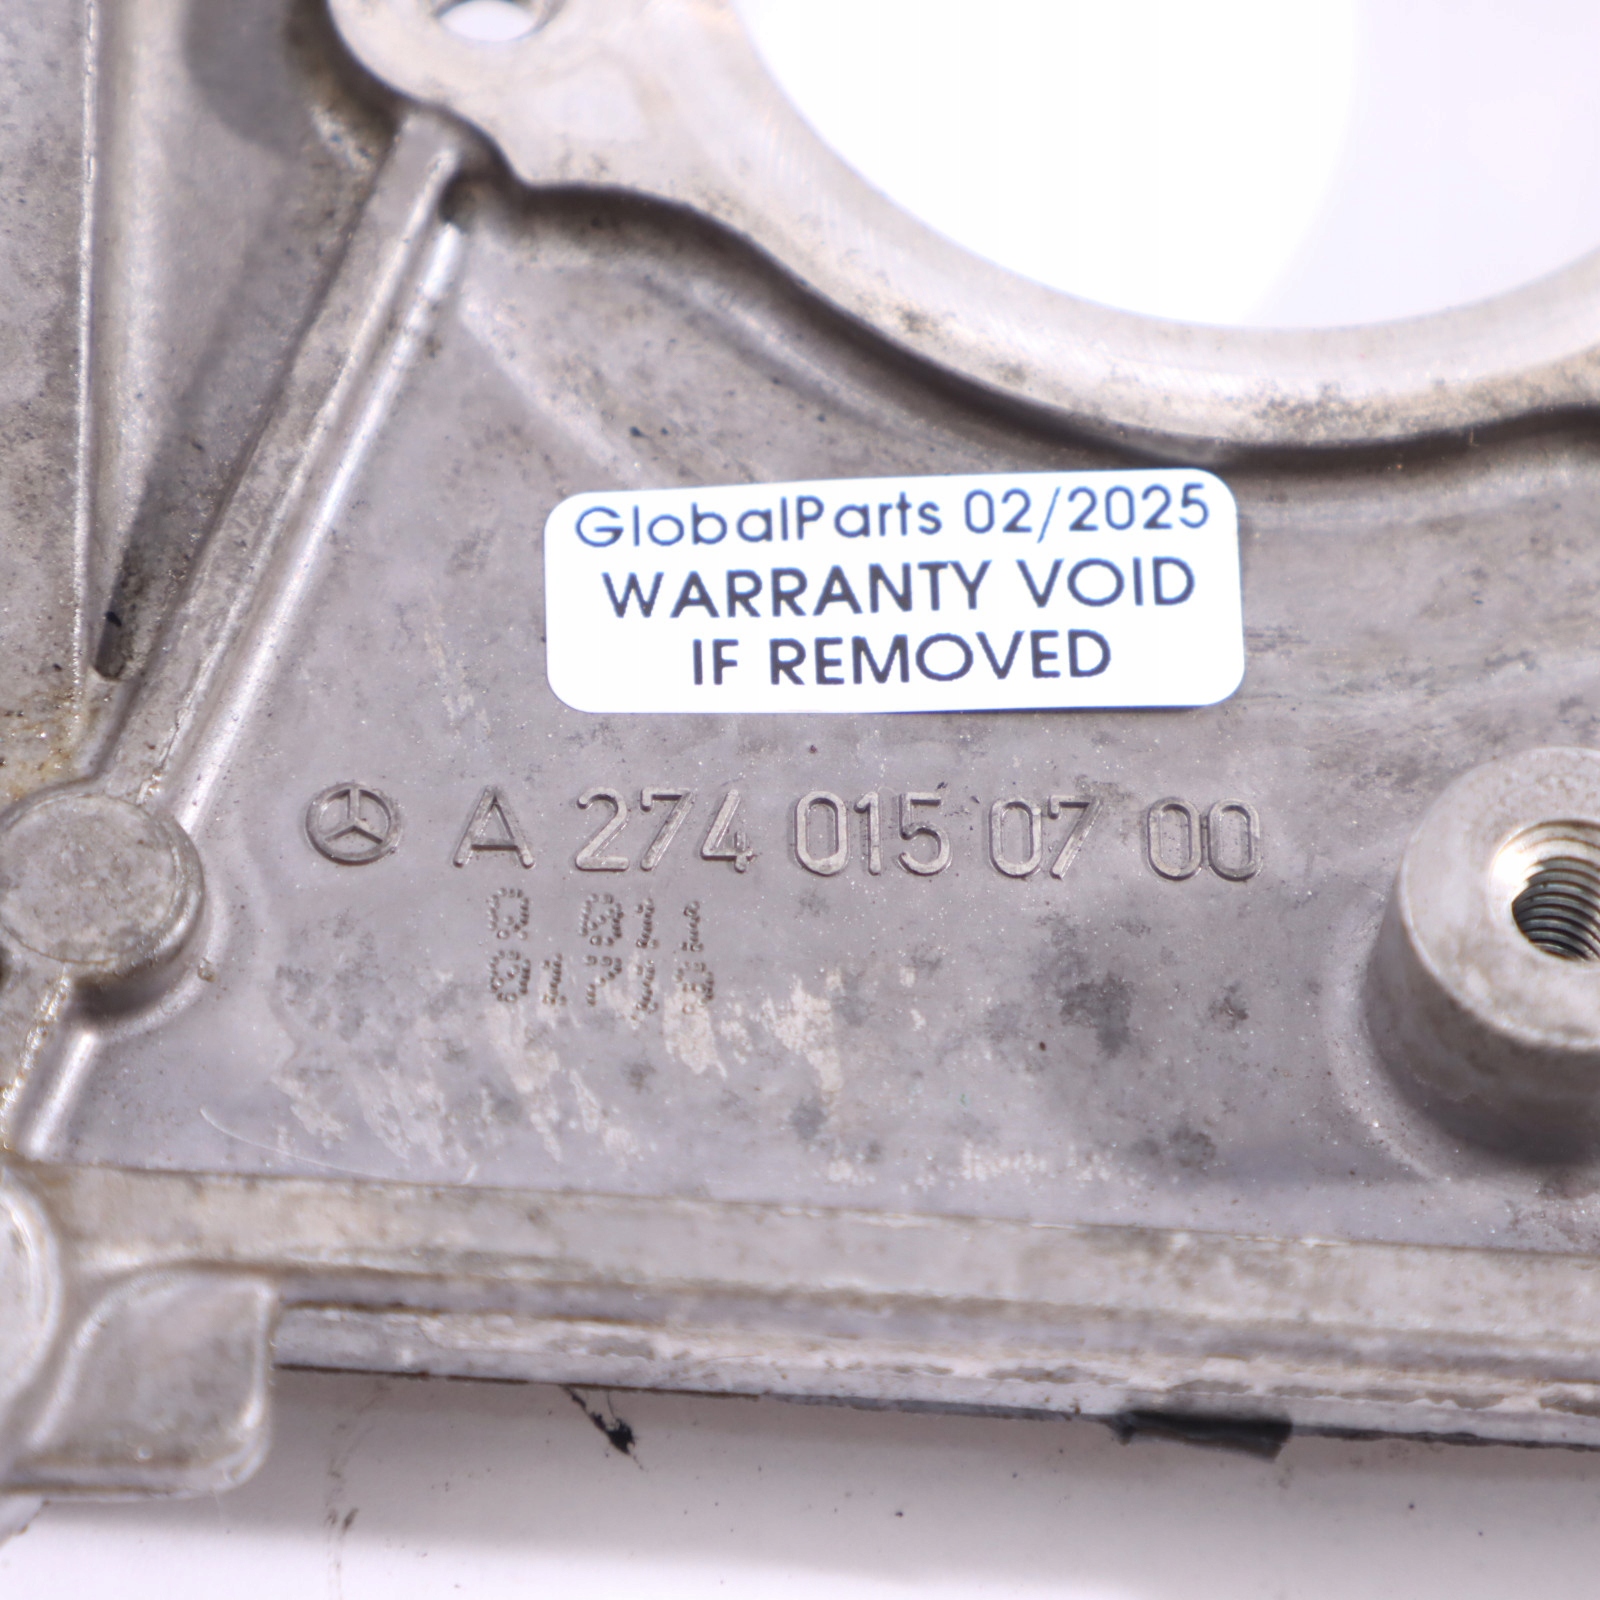 GlobalParts 02/2025
WARRANTY VOID
IF REMOVED
A 274 015 07 00